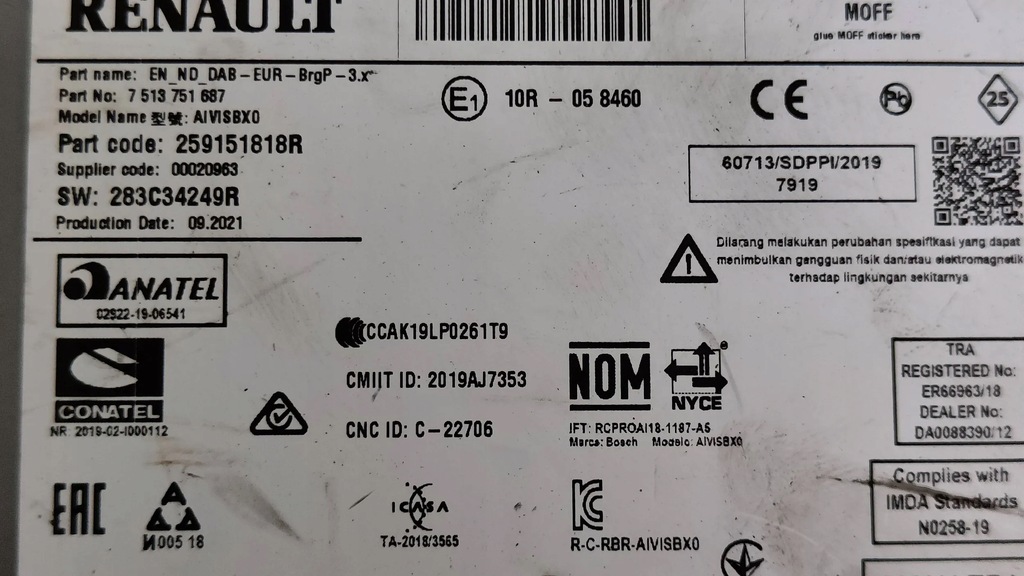 RENAULT
MOFF
glue MOFF sticker here
Part name: EN_ND_DAB-EUR-BrgP-3.x
Part No: 7 513 751 687
Model Name 型號: AIVISBX0
Part code: 259151818R
Supplier code: 00020963
SW: 283C34249R
Production Date: 09.2021
E1 10R - 05 8460
CE
Pb
25
60713/SDPPI/2019
7919
Dilarang melakukan perubahan spesifikasi yang dapat
menimbulkan gangguan fisik dan/atau elektromagnetik
terhadap lingkungan sekitarnya
ANATEL
02922-19-06541
CCAK19LP0261T9
CMIIT ID: 2019AJ7353
CNC ID: C-22706
CONATEL
NR: 2019-02-I000112
NOM
NYCE
IFT: RCPROAI18-1187-A6
Marca: Bosch Modelo: AIVISBX0
TRA
REGISTERED No:
ER66963/18
DEALER No:
DA0088390/12
Complies with
IMDA Standards
N0258-19
EAC
И005 18
ICASA
TA-2018/3565
R-C-RBR-AIVISBX0